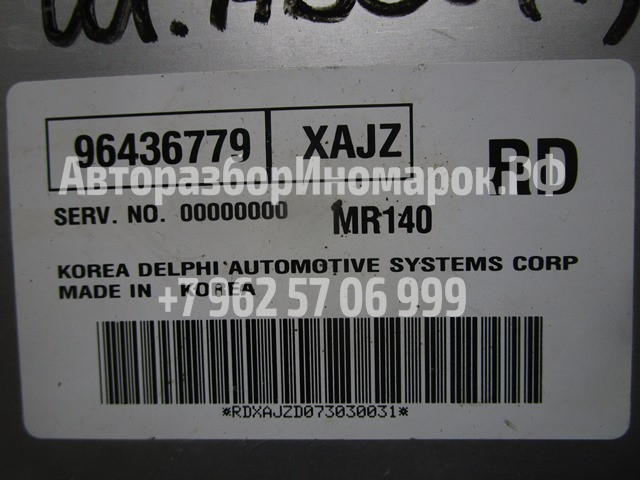 96436779 XAJZ RD
АвторазборИномарок.рф
SERV. NO. 00000000 MR140
KOREA DELPHI AUTOMOTIVE SYSTEMS CORP
MADE IN KOREA
+7 962 57 06 999
*RDXAJZD073030031*